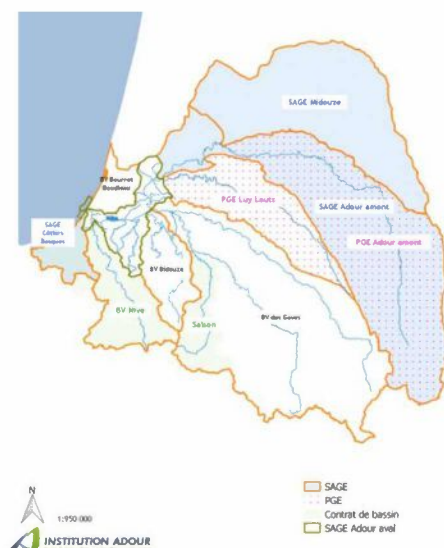 SAGE Midouze
BV Bourret
Boudigau
PGE Luy Louts
SAGE Adour amont
PGE Adour amont
SAGE
Côtiers
Basques
BV Bidouze
BV Nive
Saison
BV des Gaves
N
1:950 000
INSTITUTION ADOUR
SAGE
PGE
Contrat de bassin
SAGE Adour aval